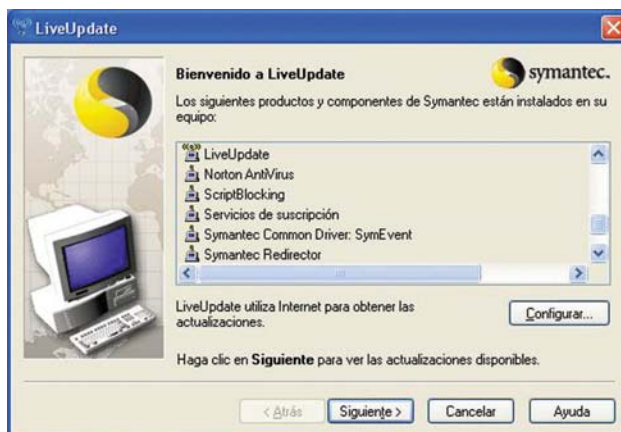 LiveUpdate
symantec.
Bienvenido a LiveUpdate
Los siguientes productos y componentes de Symantec están instalados en su
equipo:
LiveUpdate
Norton AntiVirus
ScriptBlocking
Servicios de suscripción
Symantec Common Driver: SymEvent
Symantec Redirector
LiveUpdate utiliza Internet para obtener las
actualizaciones.
Configurar...
Haga clic en Siguiente para ver las actualizaciones disponibles.
< Atrás
Siguiente >
Cancelar
Ayuda